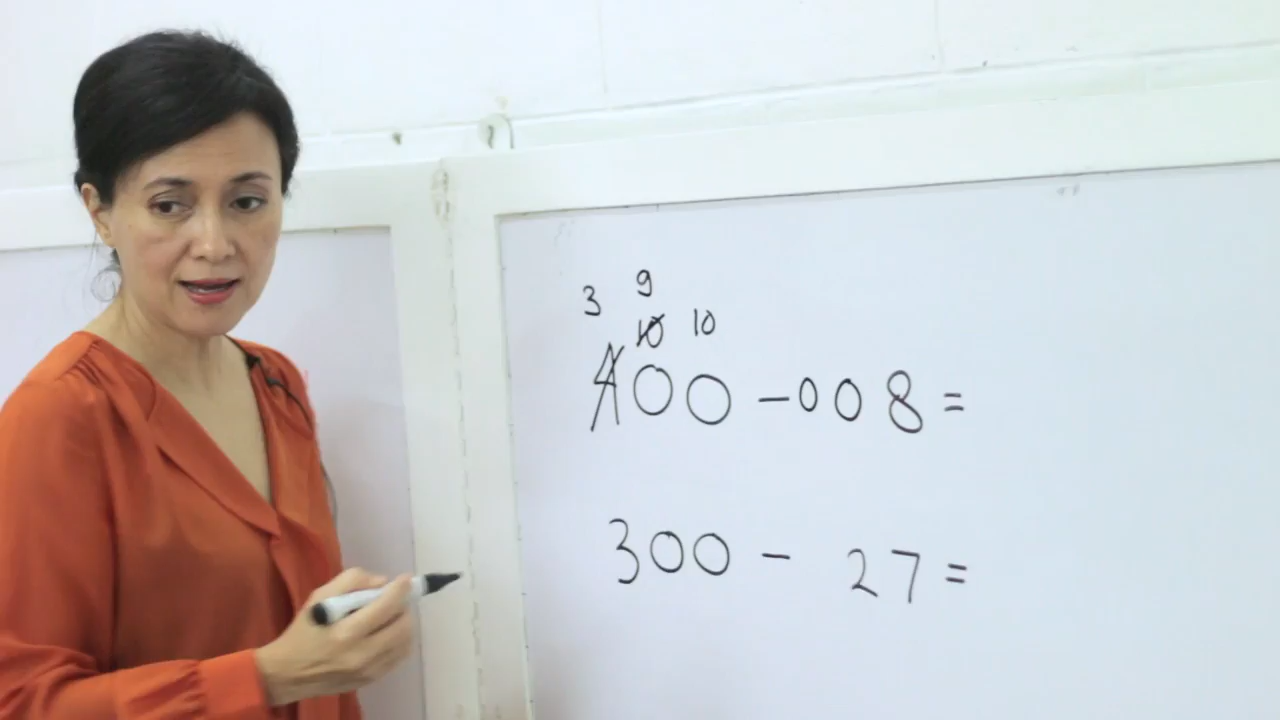 3 9
10 10
400 - 008 =
300 - 27 =